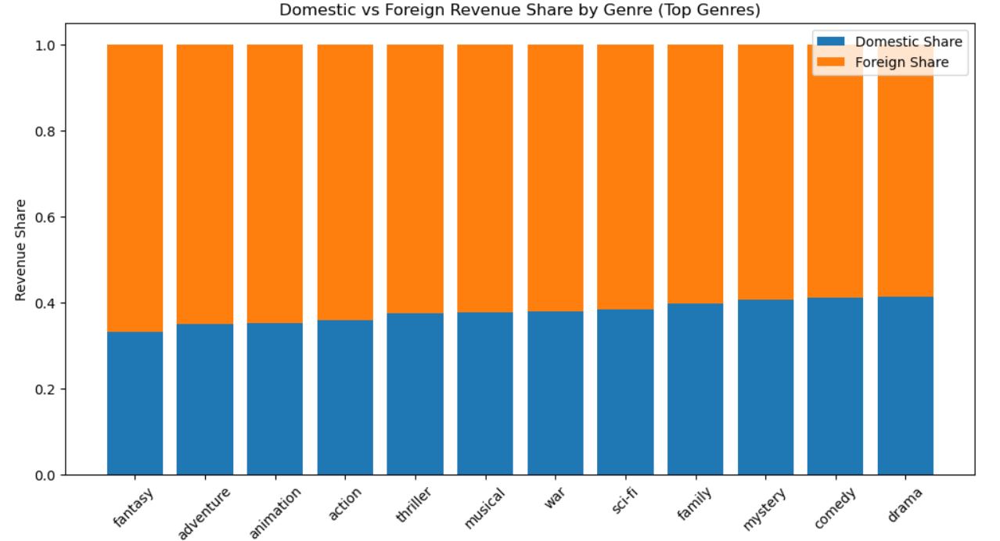 Domestic vs Foreign Revenue Share by Genre (Top Genres)
Domestic Share
Foreign Share
Revenue Share
1.0
0.8
0.6
0.4
0.2
0.0
fantasy
adventure
animation
action
thriller
musical
war
sci-fi
family
mystery
comedy
drama